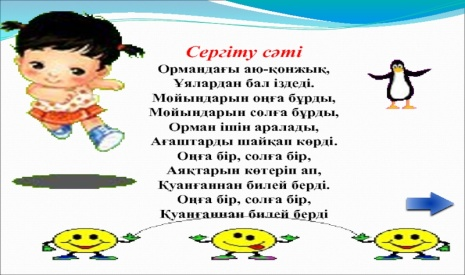 Сергіту сәті
Ормандағы аю-қонжық,
Ұялардан бал іздеді.
Мойындарын оңға бұрды,
Мойындарын солға бұрды,
Орман ішін аралады,
Ағаштарды шайқап көрді.
Оңға бір, солға бір,
Аяқтарын көтеріп ап,
Қуанғаннан билей берді.
Оңға бір, солға бір,
Қуанғаннан билей берді